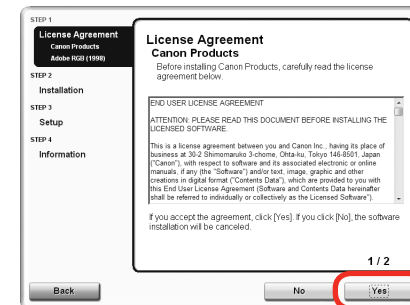 STEP 1
License Agreement
Canon Products
Adobe RGB (1998)
STEP 2
Installation
STEP 3
Setup
STEP 4
Information
License Agreement
Canon Products
Before installing Canon Products, carefully read the license
agreement below.
END USER LICENSE AGREEMENT
ATTENTION: PLEASE READ THIS DOCUMENT BEFORE INSTALLING THE
LICENSED SOFTWARE.
This is a license agreement between you and Canon Inc., having its place of
business at 30-2 Shimomaruko 3-chome, Ohta-ku, Tokyo 146-8501, Japan
("Canon"), with respect to software and its associated electronic or online
manuals, if any (the "Software") and/or text, image, graphic and other
creations in digital format ("Contents Data"), which are provided to you with
this End User License Agreement (Software and Contents Data hereinafter
shall be referred to individually or collectively as the Licensed Software").
If you accept the agreement, click [Yes]. If you click [No], the software
installation will be canceled.
1 / 2
Back
No
Yes